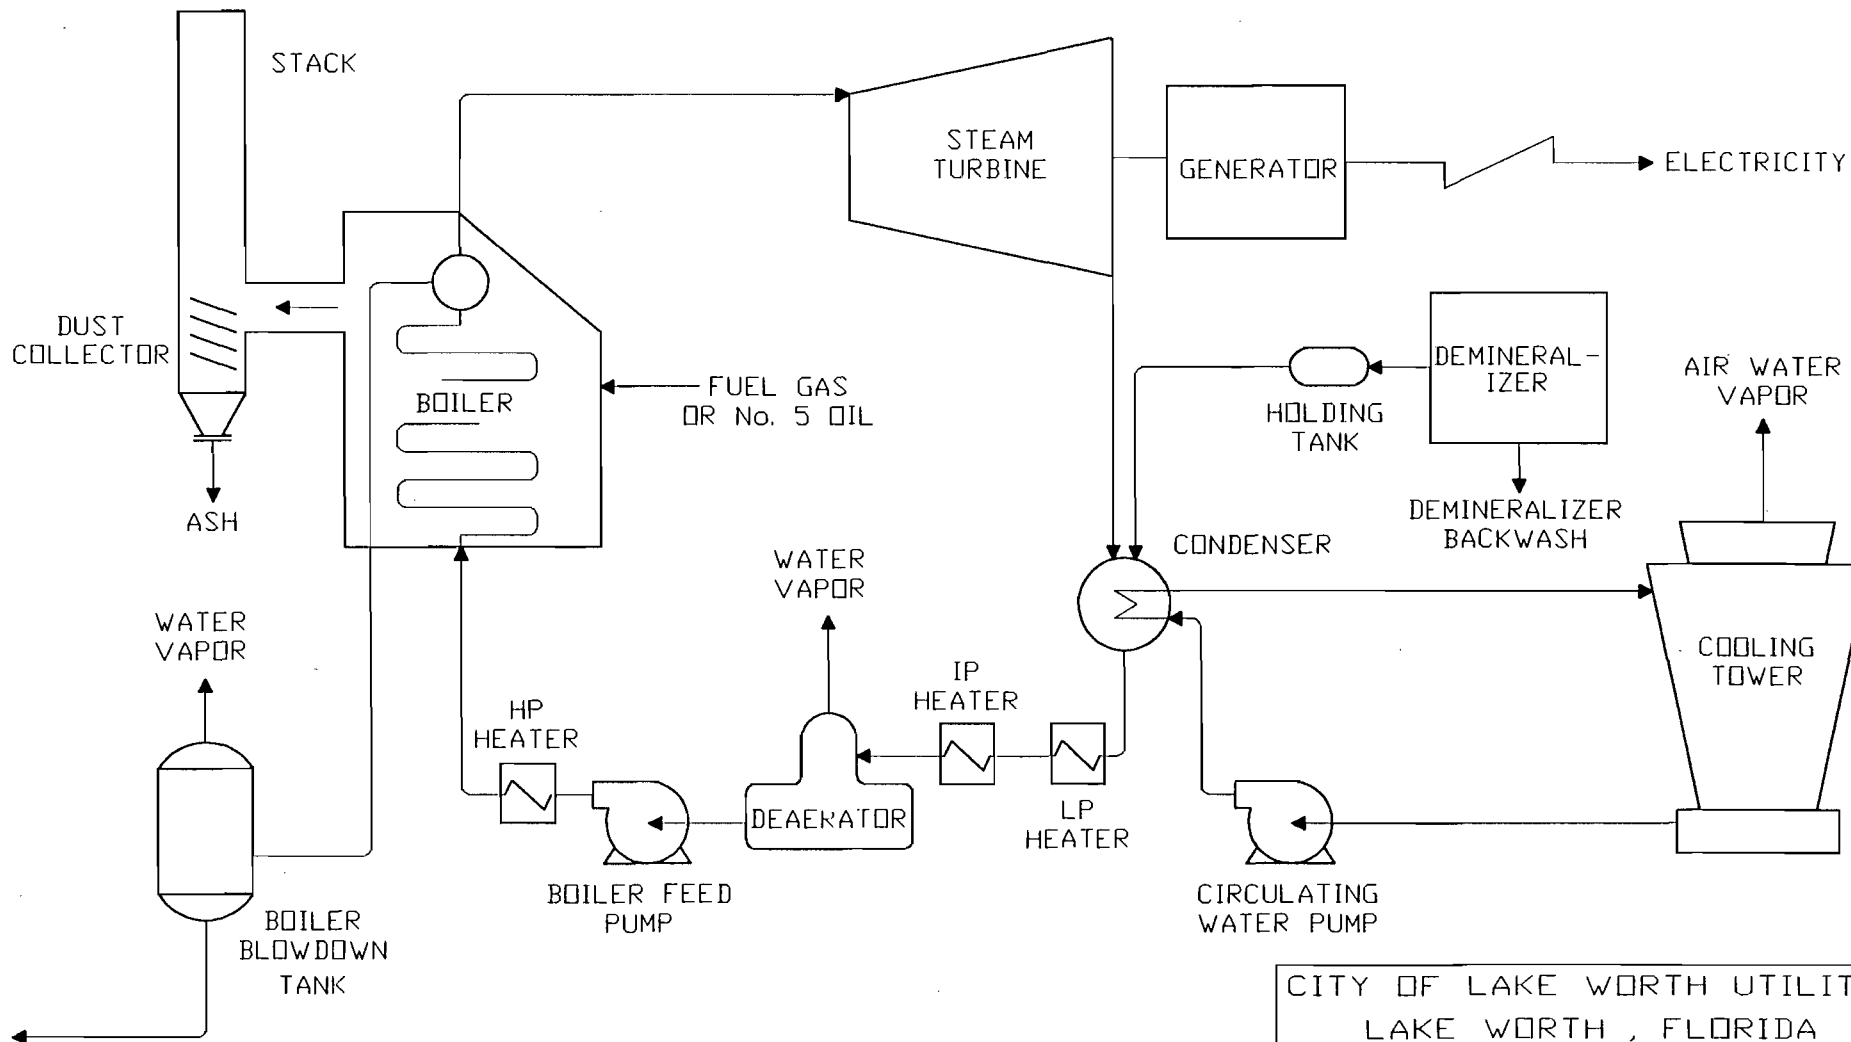 STACK
STEAM
TURBINE
GENERATOR
ELECTRICITY
DUST
COLLECTOR
BOILER
FUEL GAS
OR No. 5 OIL
DEMINERAL-
IZER
HOLDING
TANK
AIR WATER
VAPOR
ASH
DEMINERALIZER
BACKWASH
CONDENSER
WATER
VAPOR
WATER
VAPOR
COOLING
TOWER
IP
HEATER
HP
HEATER
DEAERATOR
LP
HEATER
BOILER FEED
PUMP
CIRCULATING
WATER PUMP
BOILER
BLOWDOWN
TANK
CITY OF LAKE WORTH UTILIT
LAKE WORTH , FLORIDA